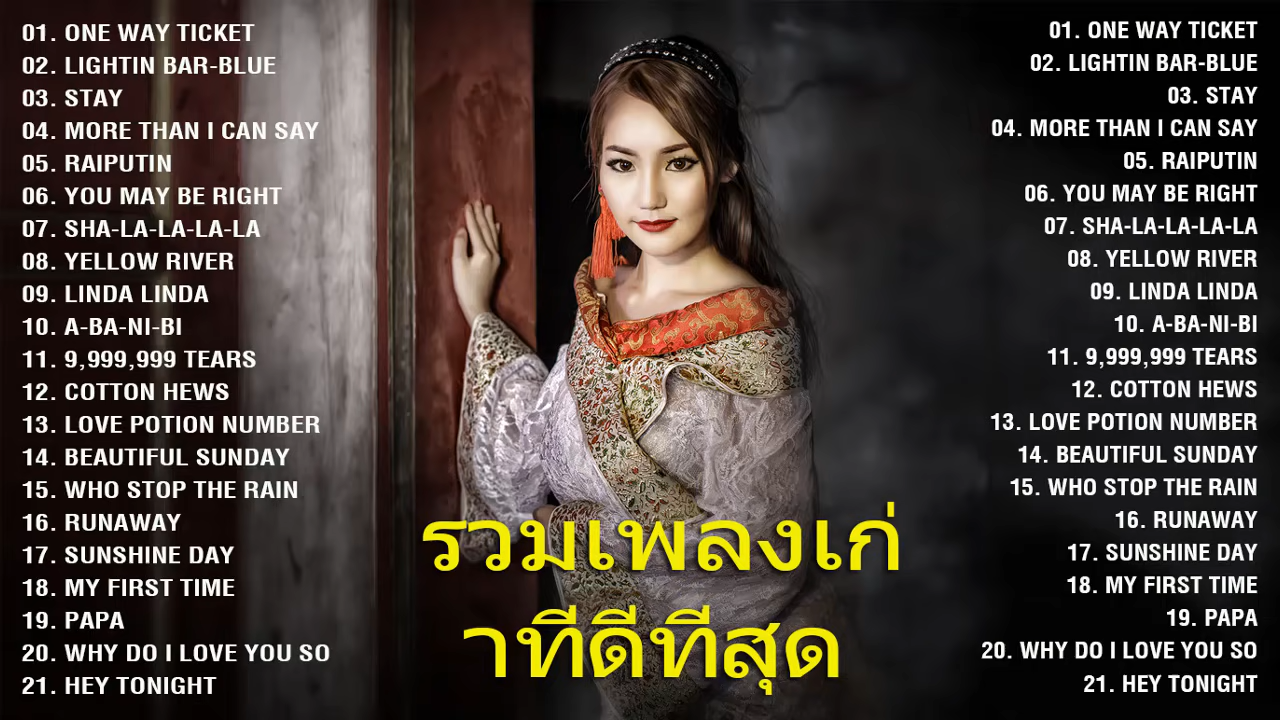 01. ONE WAY TICKET
02. LIGHTIN BAR-BLUE
03. STAY
04. MORE THAN I CAN SAY
05. RAIPUTIN
06. YOU MAY BE RIGHT
07. SHA-LA-LA-LA-LA
08. YELLOW RIVER
09. LINDA LINDA
10. A-BA-NI-BI
11. 9,999,999 TEARS
12. COTTON HEWS
13. LOVE POTION NUMBER
14. BEAUTIFUL SUNDAY
15. WHO STOP THE RAIN
16. RUNAWAY
17. SUNSHINE DAY
18. MY FIRST TIME
19. PAPA
20. WHY DO I LOVE YOU SO
21. HEY TONIGHT
รวมเพลงเก่
าที่ดีที่สุด
01. ONE WAY TICKET
02. LIGHTIN BAR-BLUE
03. STAY
04. MORE THAN I CAN SAY
05. RAIPUTIN
06. YOU MAY BE RIGHT
07. SHA-LA-LA-LA-LA
08. YELLOW RIVER
09. LINDA LINDA
10. A-BA-NI-BI
11. 9,999,999 TEARS
12. COTTON HEWS
13. LOVE POTION NUMBER
14. BEAUTIFUL SUNDAY
15. WHO STOP THE RAIN
16. RUNAWAY
17. SUNSHINE DAY
18. MY FIRST TIME
19. PAPA
20. WHY DO I LOVE YOU SO
21. HEY TONIGHT